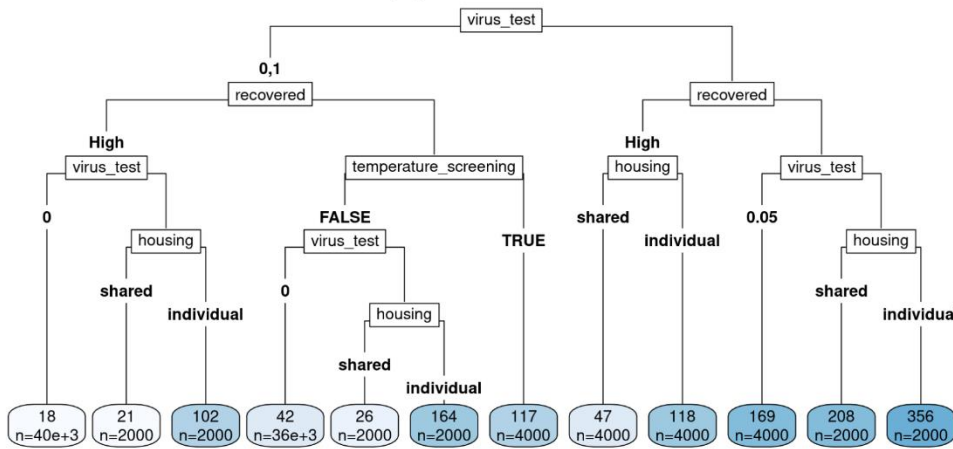 virus_test
0,1
recovered
recovered
High
High
virus_test
temperature_screening
housing
virus_test
0
FALSE
shared
0.05
housing
virus_test
TRUE
individual
housing
shared
0
shared
individual
housing
individual
shared
individual
18
n=40e+3
21
n=2000
102
n=2000
42
n=36e+3
26
n=2000
164
n=2000
117
n=4000
47
n=4000
118
n=4000
169
n=4000
208
n=2000
356
n=2000